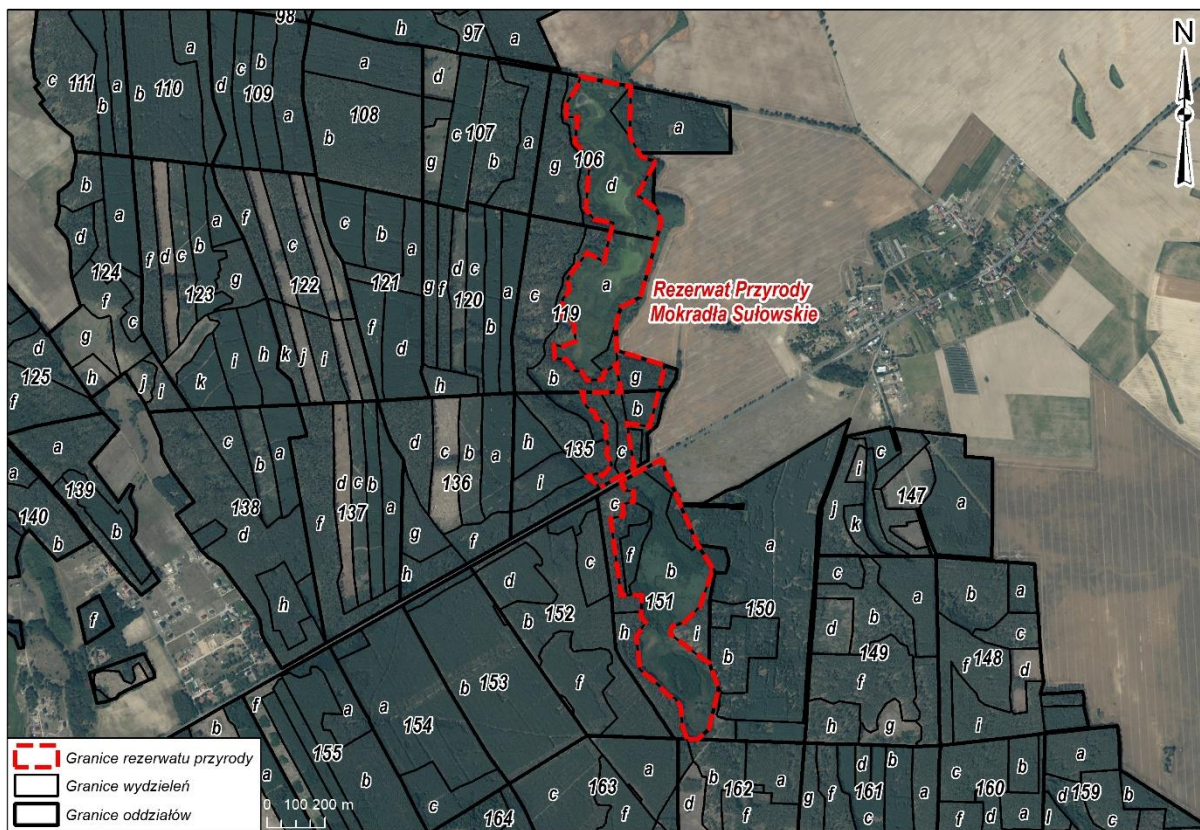 98
h
97
a
N
c
111
a
b
b
110
a
d
c
b
109
a
a
108
b
d
c
107
g
b
a
g
106
d
a
b
a
d
124
f
c
g
h
j
i
f
d
c
b
a
123
f
g
c
122
i
h
k
j
i
k
c
b
a
121
f
d
g
f
d
c
120
b
a
h
c
119
a
b
g
b
c
Rezerwat Przyrody
Mokradła Sułowskie
d
125
f
a
a
139
140
b
b
f
c
b
a
138
d
h
f
d
c
b
137
a
g
h
d
c
b
136
a
f
h
135
i
c
f
b
151
h
i
c
d
152
b
f
a
150
b
i
c
147
a
j
k
c
b
a
d
149
f
h
g
b
a
c
148
f
d
i
b
f
a
155
b
a
a
154
c
b
153
c
163
a
f
164
d
b
162
f
a
g
f
d
b
161
c
c
b
160
f
d
a
a
159
b
l
d
c
Granice rezerwatu przyrody
Granice wydzieleń
Granice oddziałów
0 100 200 m